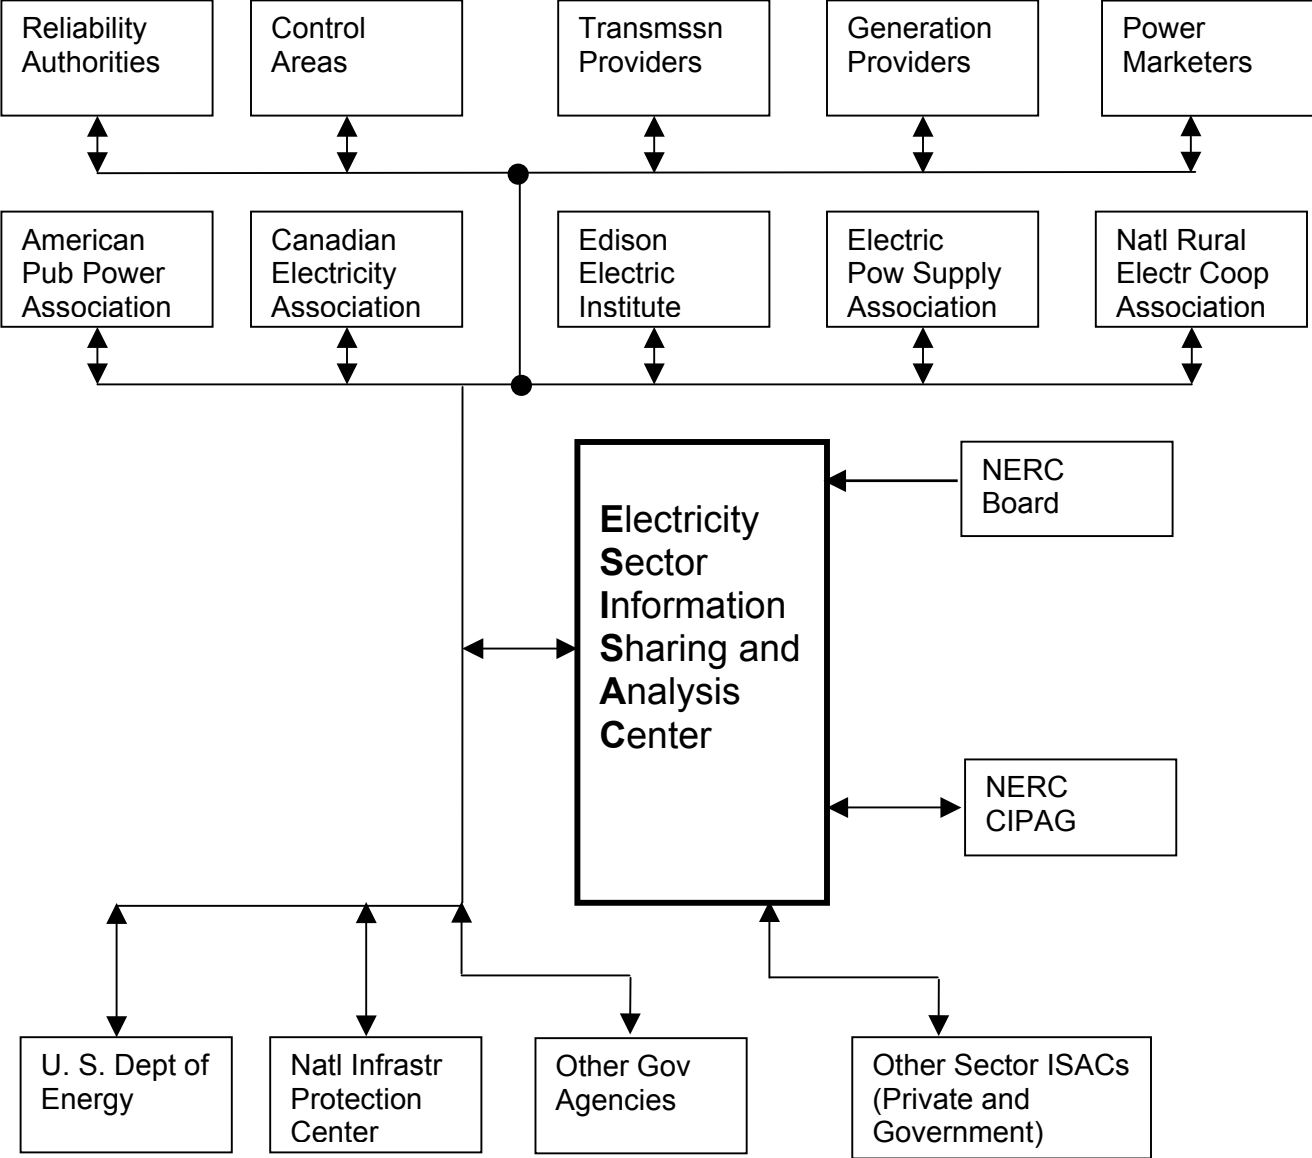 Reliability
Authorities
Control
Areas
Transmssn
Providers
Generation
Providers
Power
Marketers
American
Pub Power
Association
Canadian
Electricity
Association
Edison
Electric
Institute
Electric
Pow Supply
Association
Natl Rural
Electr Coop
Association
Electricity
Sector
Information
Sharing and
Analysis
Center
NERC
Board
NERC
CIPAG
U. S. Dept of
Energy
Natl Infrastr
Protection
Center
Other Gov
Agencies
Other Sector ISACs
(Private and
Government)